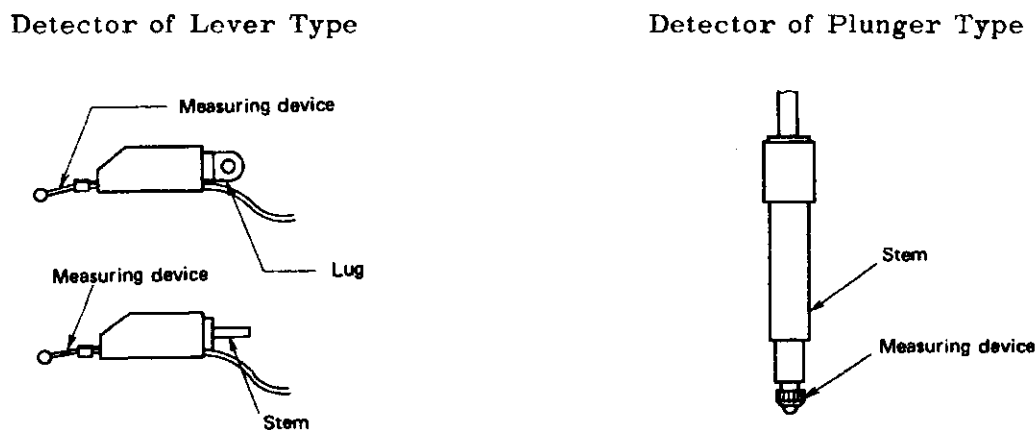 Detector of Lever Type
Measuring device
Lug
Measuring device
Stem
Detector of Plunger Type
Stem
Measuring device